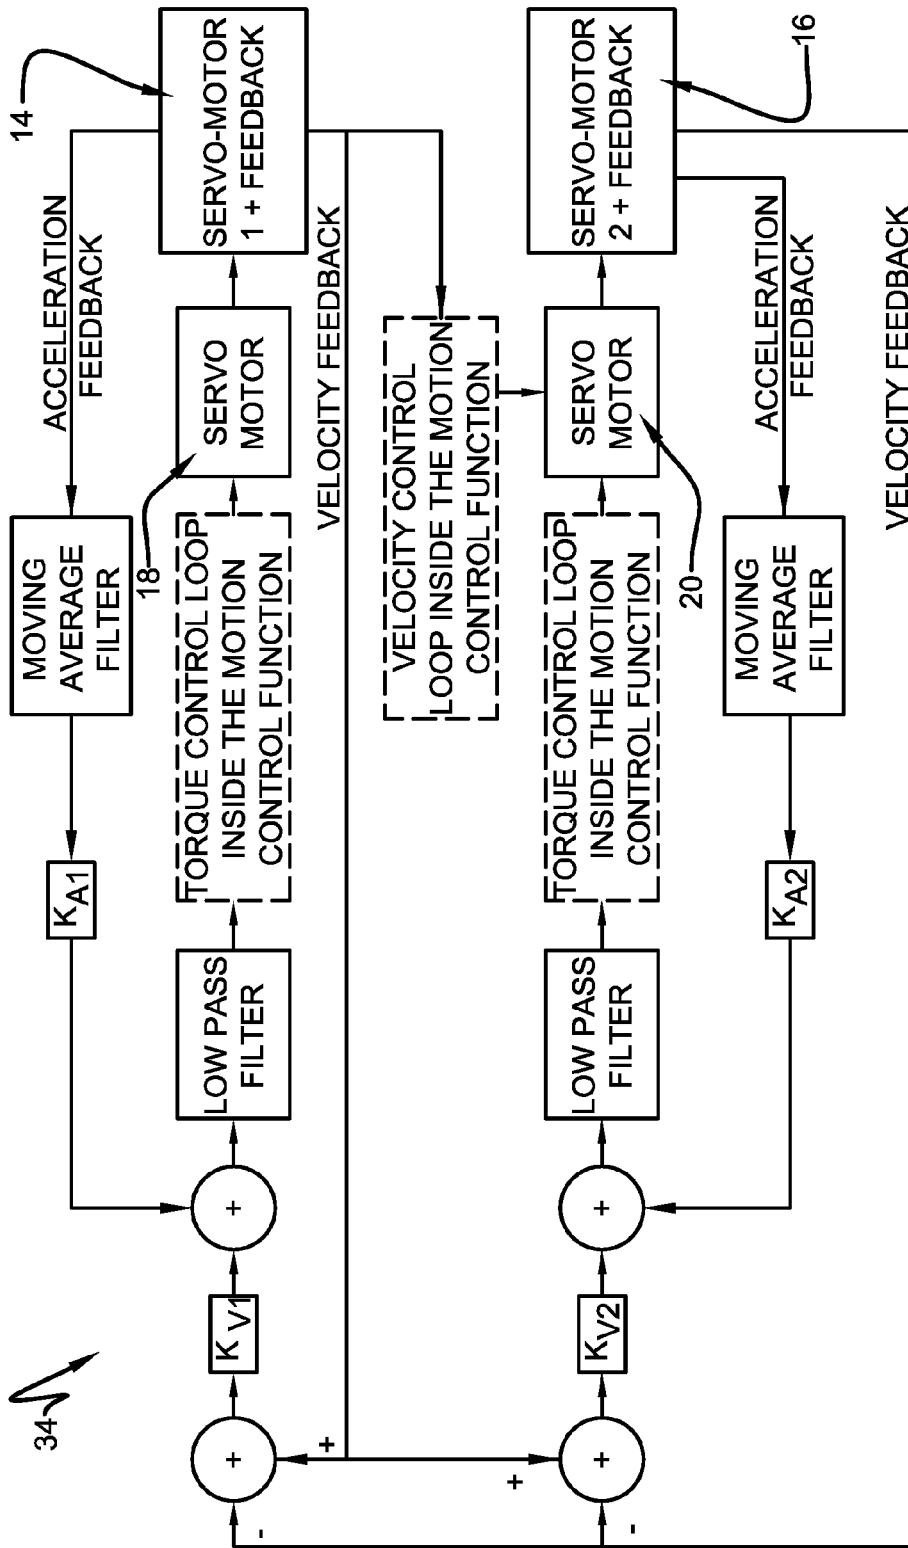 34
14
ACCELERATION
FEEDBACK
MOVING
AVERAGE
FILTER
KA1
+
K V1
+
LOW PASS
FILTER
TORQUE CONTROL LOOP
INSIDE THE MOTION
CONTROL FUNCTION
18
SERVO
MOTOR
SERVO-MOTOR
1 + FEEDBACK
-
+
VELOCITY FEEDBACK
VELOCITY CONTROL
LOOP INSIDE THE MOTION
CONTROL FUNCTION
+
+
-
KV2
+
LOW PASS
FILTER
TORQUE CONTROL LOOP
INSIDE THE MOTION
CONTROL FUNCTION
SERVO
MOTOR
20
SERVO-MOTOR
2 + FEEDBACK
16
KA2
MOVING
AVERAGE
FILTER
ACCELERATION
FEEDBACK
VELOCITY FEEDBACK